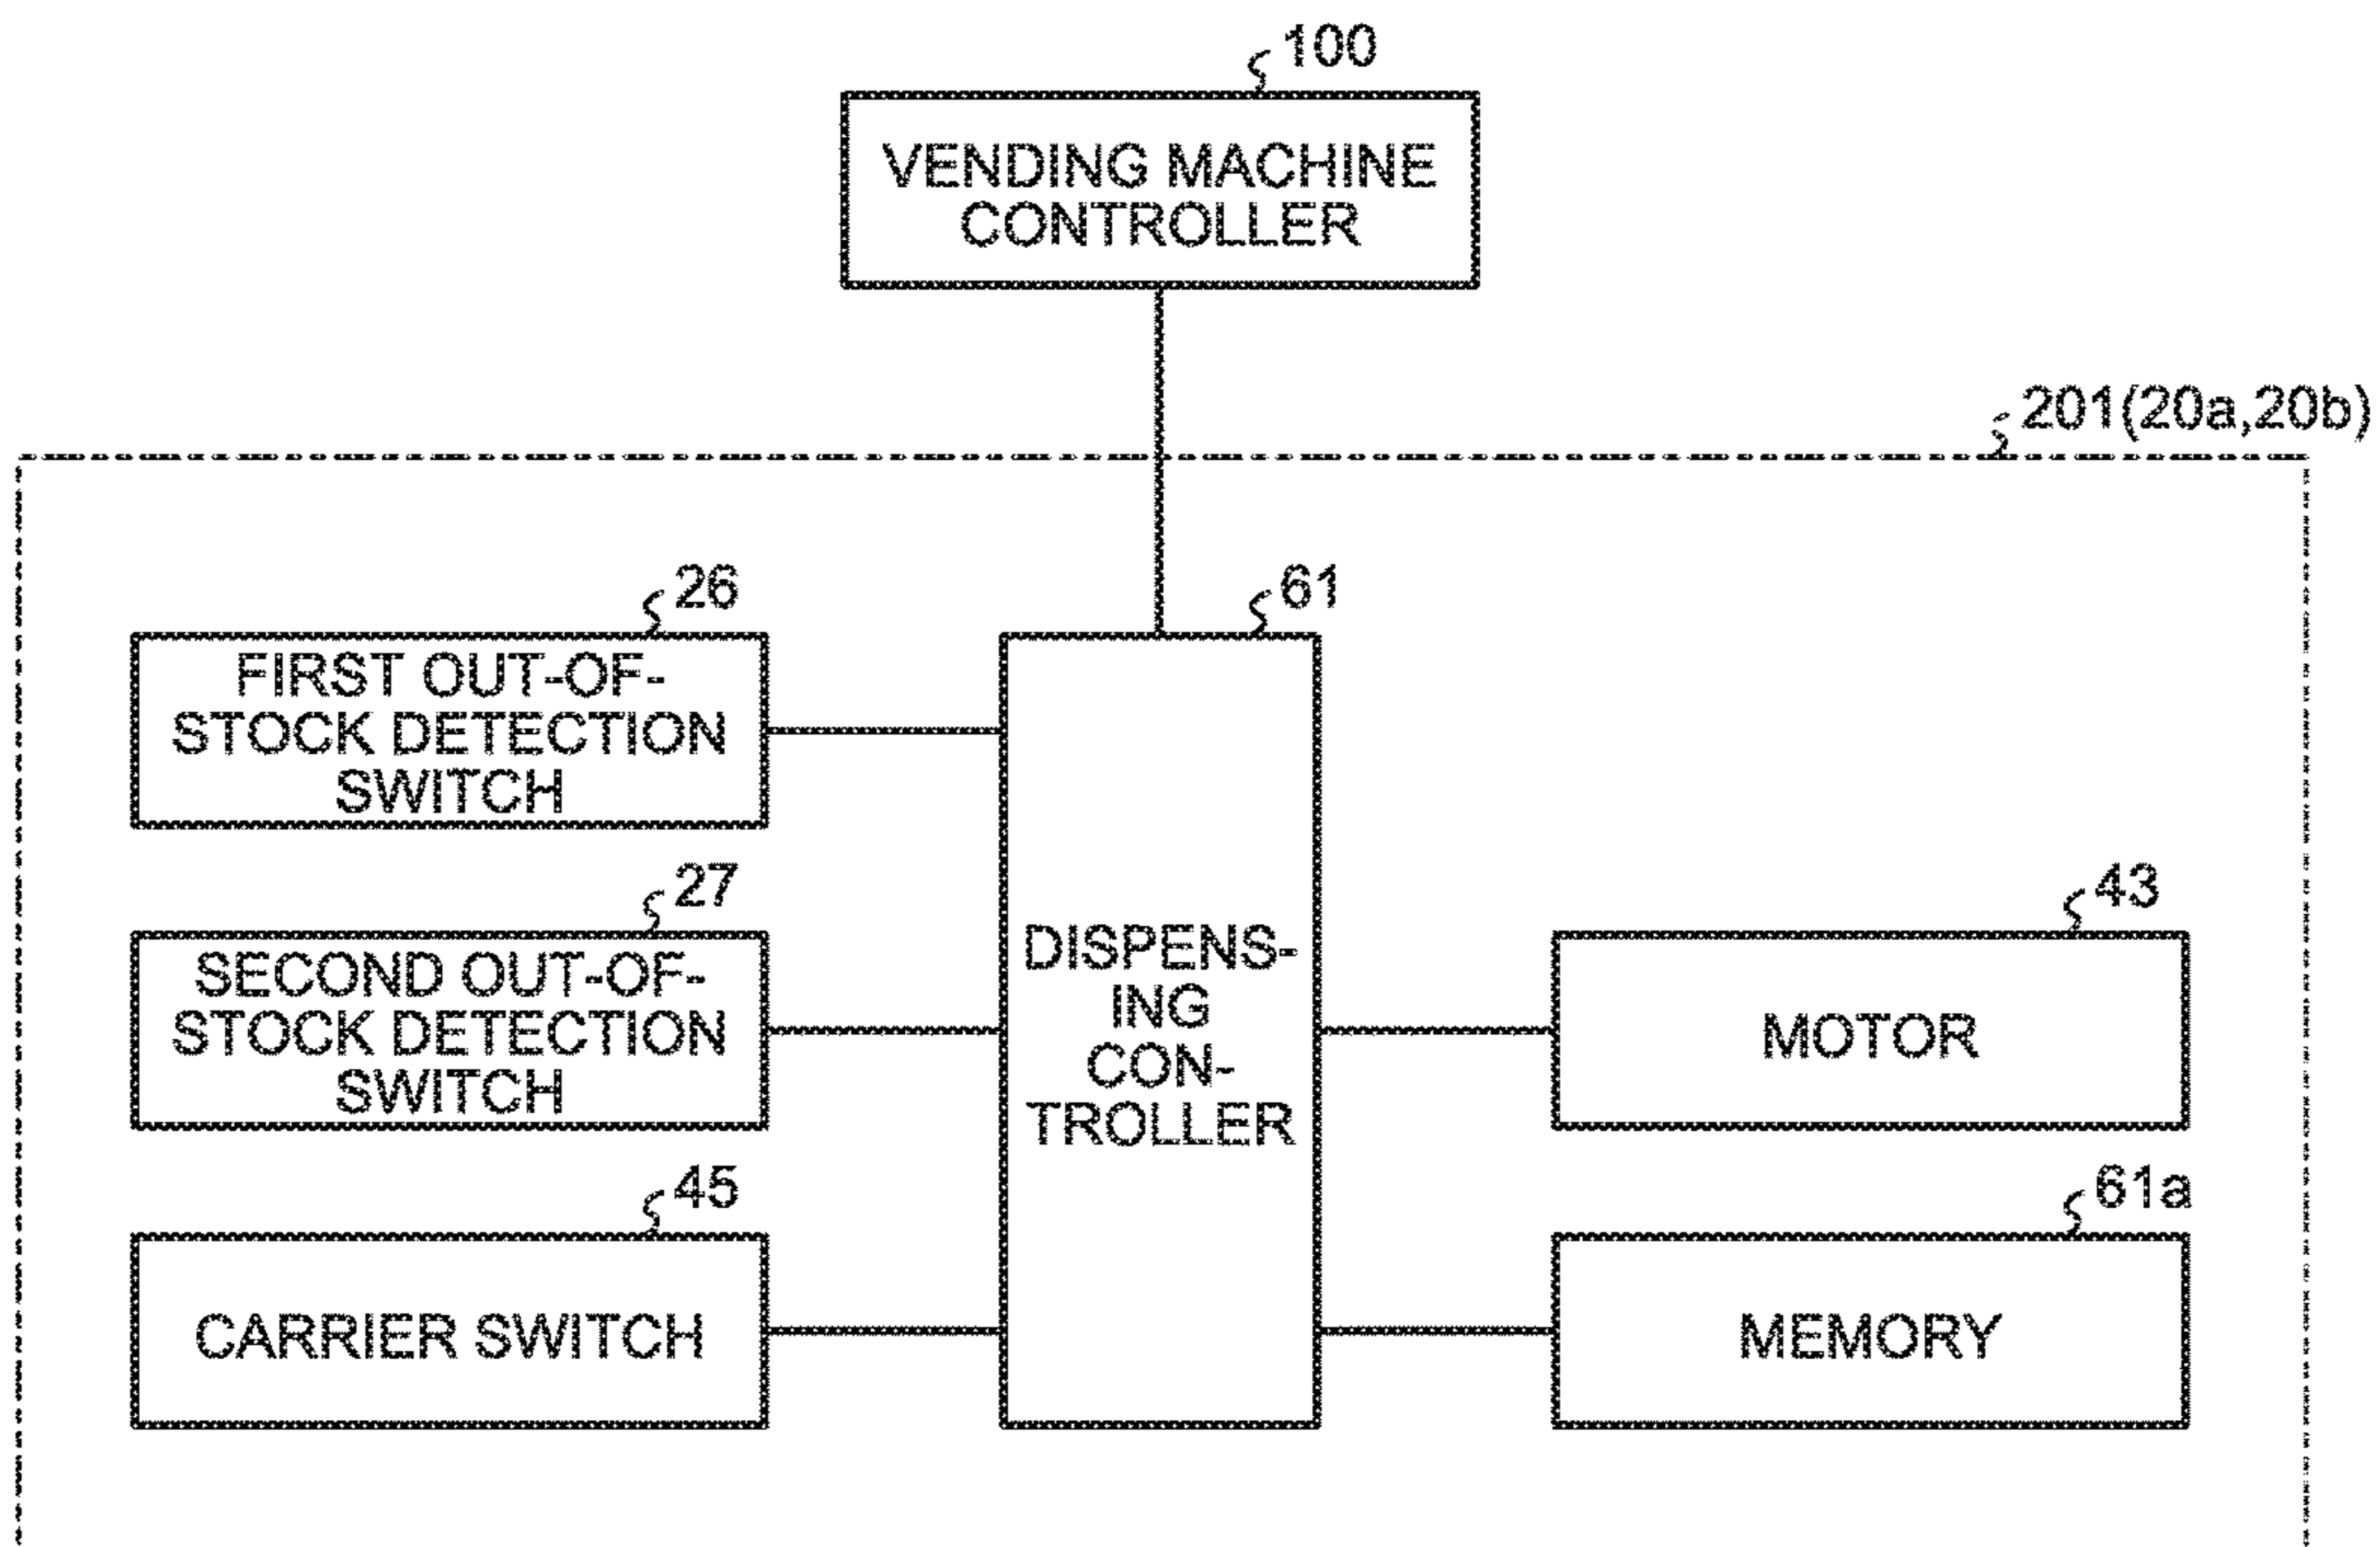 100
VENDING MACHINE
CONTROLLER
201(20a,20b)
26
FIRST OUT-OF-
STOCK DETECTION
SWITCH
27
SECOND OUT-OF-
STOCK DETECTION
SWITCH
45
CARRIER SWITCH
61
DISPENS-
ING
CON-
TROLLER
43
MOTOR
61a
MEMORY